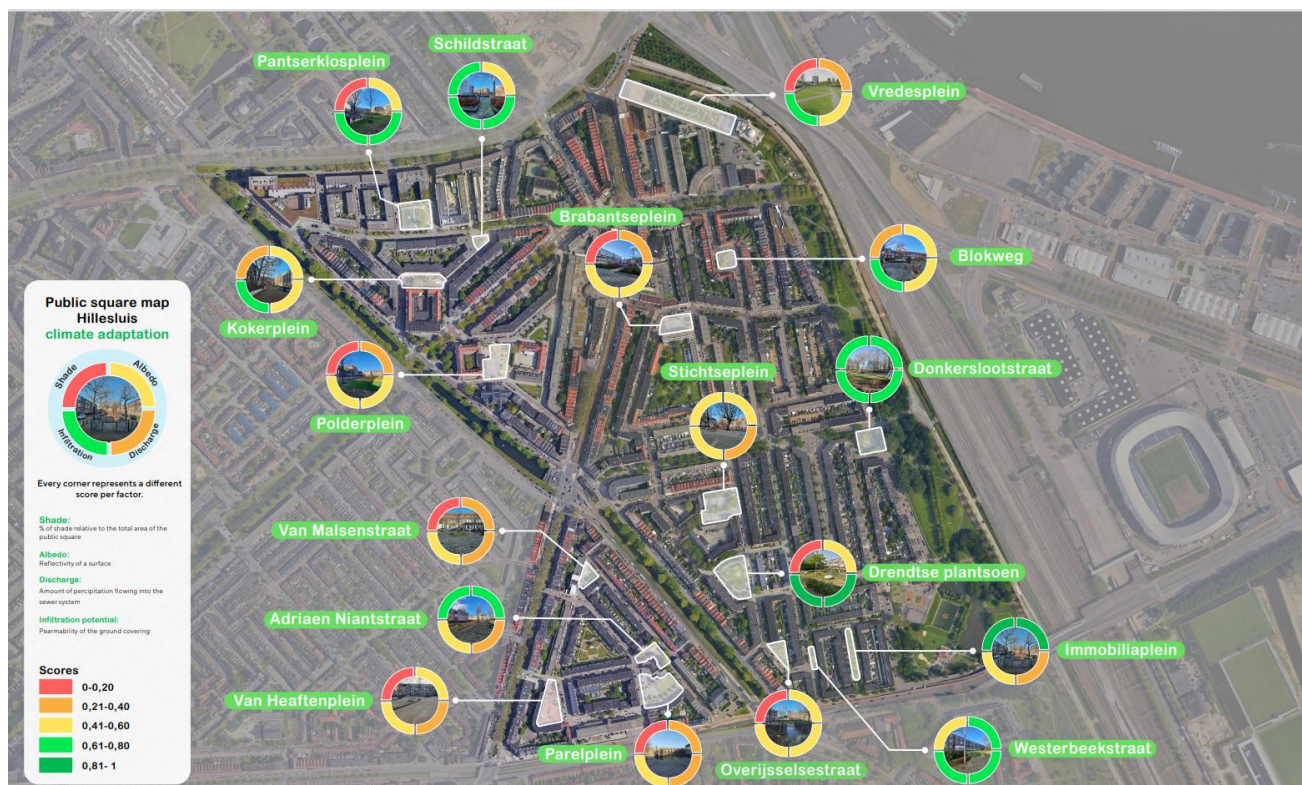 Schildstraat
Pantserklosplein
Vredesplein
Brabantseplein
Blokweg
Kokerplein
Donkerslootstraat
Stichtseplein
Polderplein
Van Malsenstraat
Drendtse plantsoen
Adriaen Niantstraat
Immobiliaplein
Van Heaftenplein
Parelplein
Overijsselsestraat
Westerbeekstraat
Public square map
Hillesluis
climate adaptation
Shade
Albedo
Infiltration
Discharge
Every corner represents a different
score per factor.
Shade:
% of shade relative to the total area of the
public square
Albedo:
Reflectivity of a surface
Discharge:
Amount of percipitation flowing into the
sewer system
Infiltration potential:
Pearmability of the ground covering
Scores
0-0,20
0,21-0,40
0,41-0,60
0,61-0,80
0,81- 1